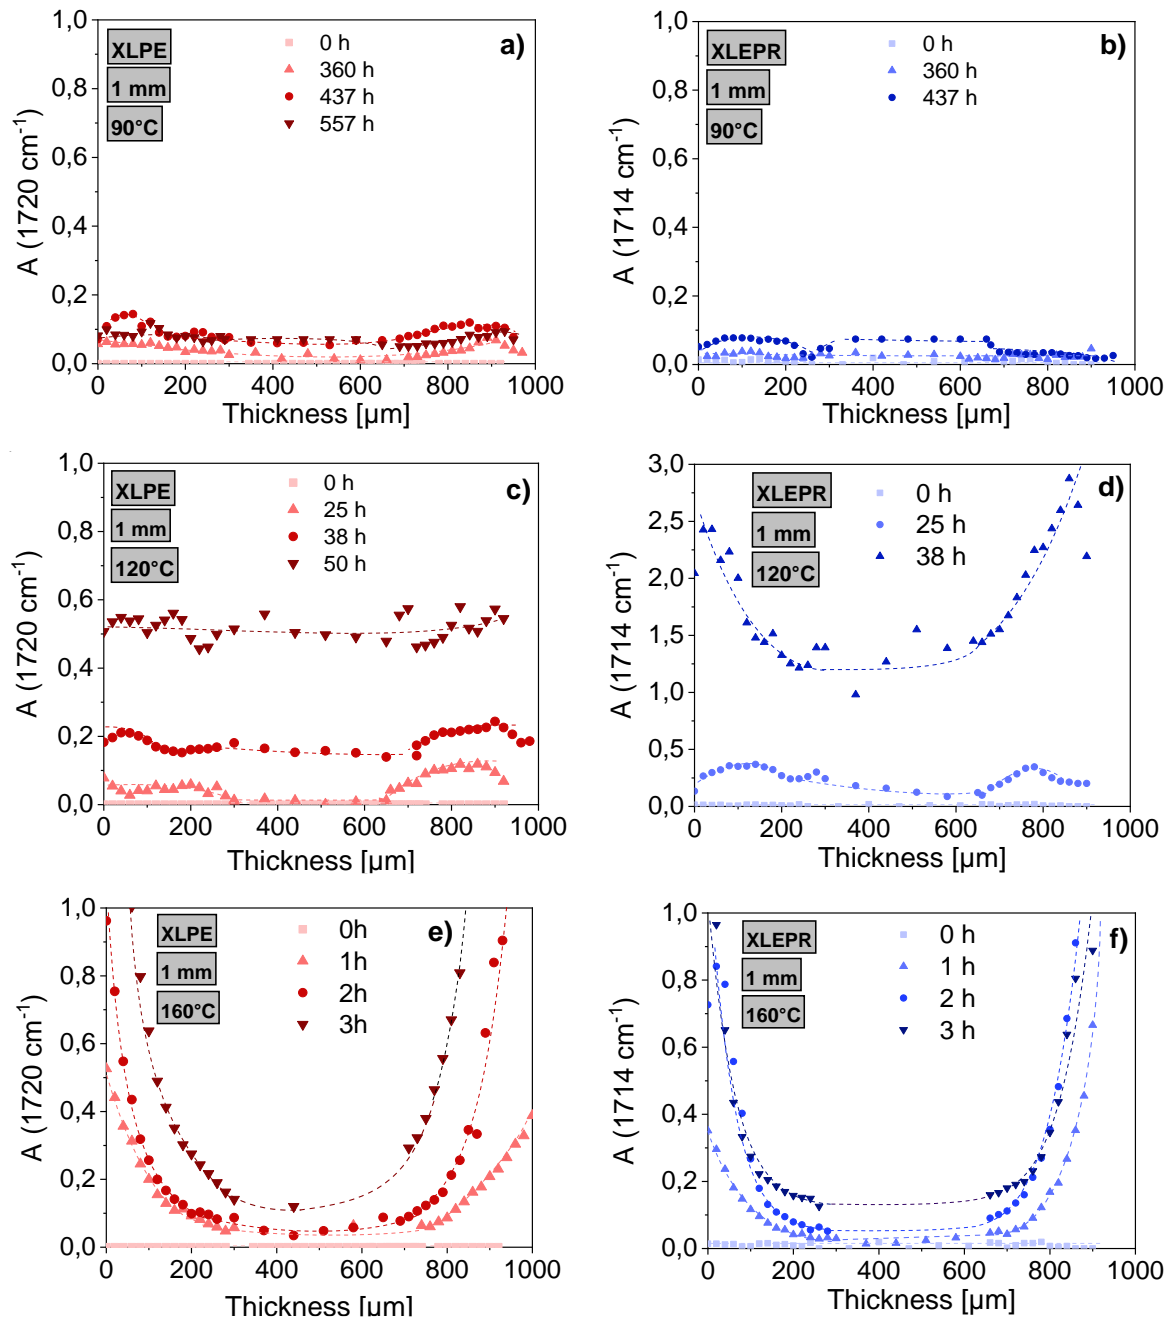 a)
XLPE
1 mm
90°C
0 h
360 h
437 h
557 h
1,0
0,8
0,6
0,4
0,2
0,0
A (1720 cm⁻¹)
0 200 400 600 800 1000
Thickness [µm]
b)
XLEPR
1 mm
90°C
0 h
360 h
437 h
1,0
0,8
0,6
0,4
0,2
0,0
A (1714 cm⁻¹)
0 200 400 600 800 1000
Thickness [µm]
c)
XLPE
1 mm
120°C
0 h
25 h
38 h
50 h
1,0
0,8
0,6
0,4
0,2
0,0
A (1720 cm⁻¹)
0 200 400 600 800 1000
Thickness [µm]
d)
XLEPR
1 mm
120°C
0 h
25 h
38 h
3,0
2,5
2,0
1,5
1,0
0,5
0,0
A (1714 cm⁻¹)
0 200 400 600 800 1000
Thickness [µm]
e)
XLPE
1 mm
160°C
0h
1h
2h
3h
1,0
0,8
0,6
0,4
0,2
0,0
A (1720 cm⁻¹)
0 200 400 600 800 1000
Thickness [µm]
f)
XLEPR
1 mm
160°C
0 h
1 h
2 h
3 h
1,0
0,8
0,6
0,4
0,2
0,0
A (1714 cm⁻¹)
0 200 400 600 800 1000
Thickness [µm]